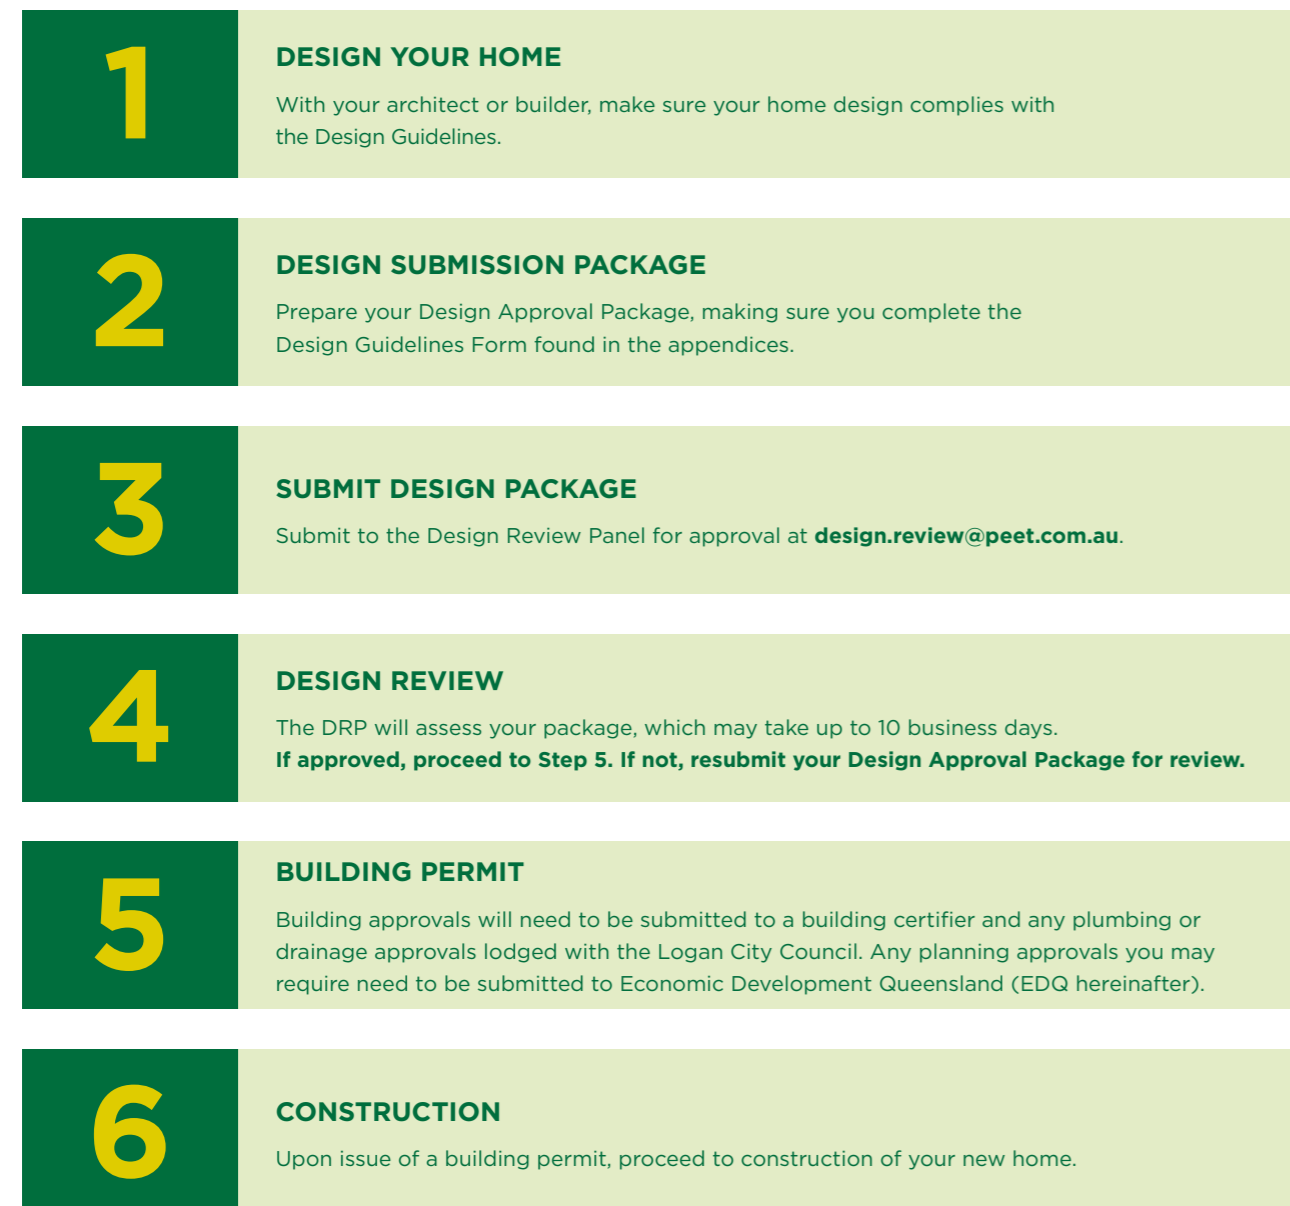 1
DESIGN YOUR HOME
With your architect or builder, make sure your home design complies with
the Design Guidelines.
2
DESIGN SUBMISSION PACKAGE
Prepare your Design Approval Package, making sure you complete the
Design Guidelines Form found in the appendices.
3
SUBMIT DESIGN PACKAGE
Submit to the Design Review Panel for approval at design.review@peet.com.au.
4
DESIGN REVIEW
The DRP will assess your package, which may take up to 10 business days.
If approved, proceed to Step 5. If not, resubmit your Design Approval Package for review.
5
BUILDING PERMIT
Building approvals will need to be submitted to a building certifier and any plumbing or
drainage approvals lodged with the Logan City Council. Any planning approvals you may
require need to be submitted to Economic Development Queensland (EDQ hereinafter).
6
CONSTRUCTION
Upon issue of a building permit, proceed to construction of your new home.